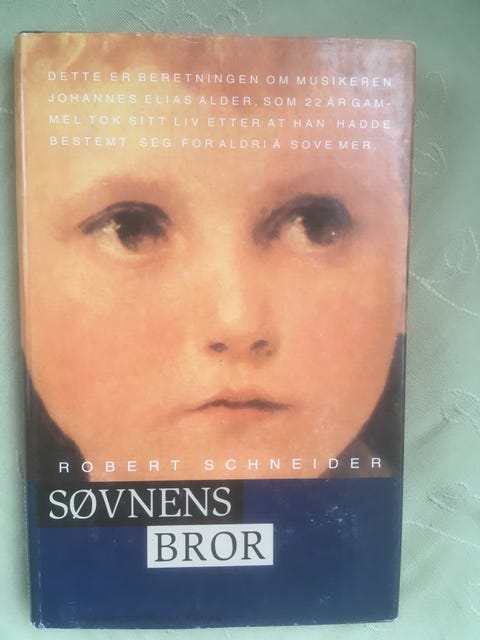 DETTE ER BERETNINGEN OM MUSIKEREN
JOHANNES ELIAS ALDER, SOM 22 ÅR GAM-
MEL TOK SITT LIV ETTER AT HAN HADDE
BESTEMT SEG FOR ALDRI Å SOVE MER.
ROBERT SCHNEIDER
SØVNENS
BROR